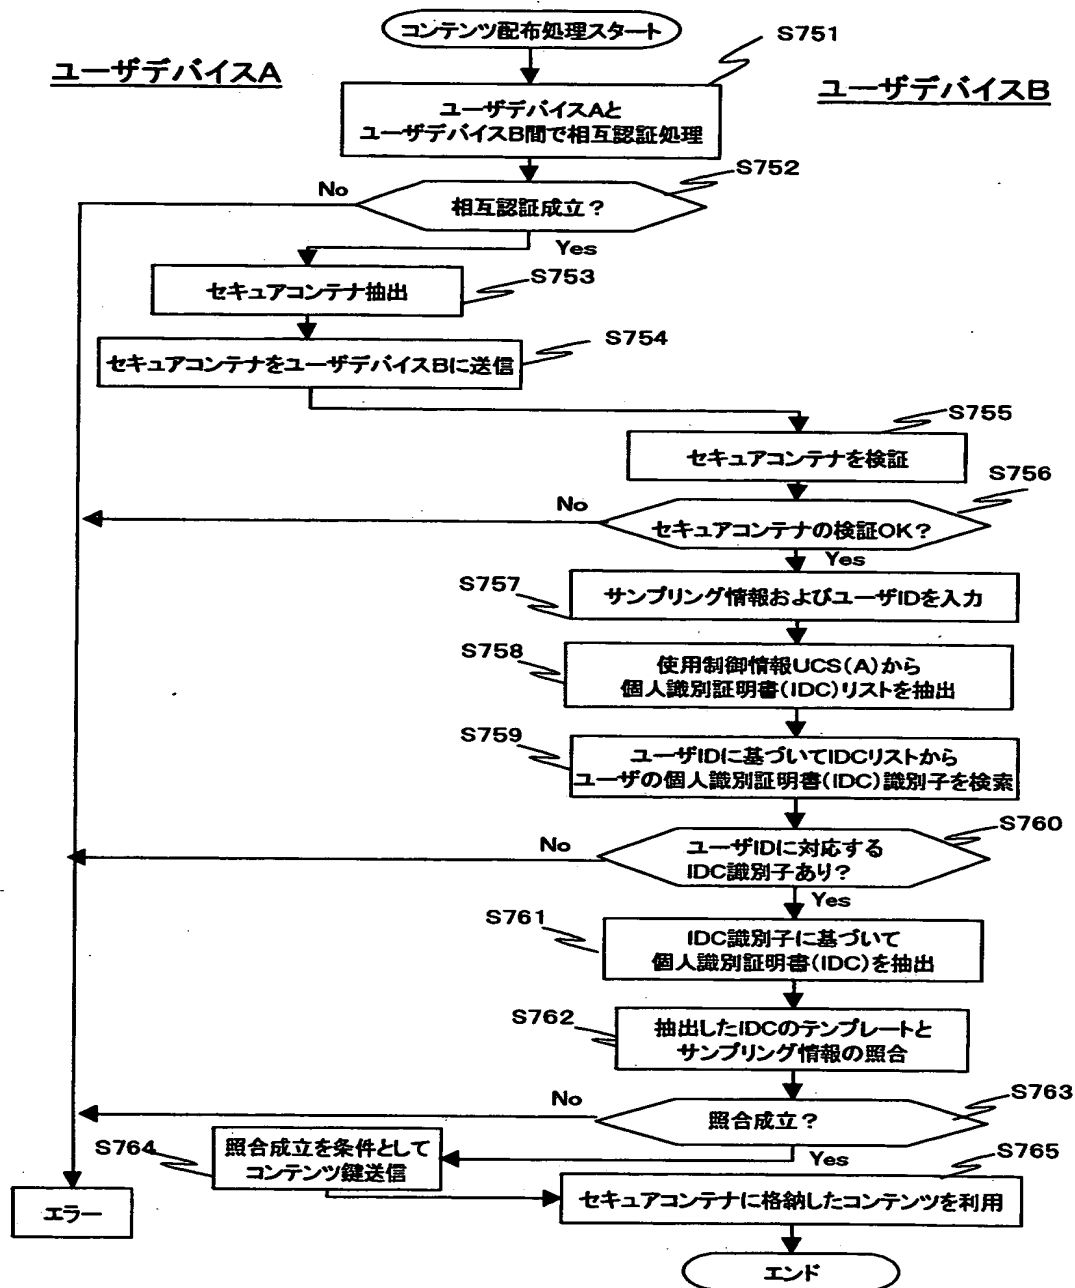 コンテンツ配布処理スタート
S751
ユーザデバイスA
ユーザデバイスB
ユーザデバイスAと
ユーザデバイスB間で相互認証処理
S752
No
相互認証成立？
Yes
S753
セキュアコンテナ抽出
S754
セキュアコンテナをユーザデバイスBに送信
S755
セキュアコンテナを検証
S756
No
セキュアコンテナの検証OK？
Yes
S757
サンプリング情報およびユーザIDを入力
S758
使用制御情報UCS(A)から
個人識別証明書(IDC)リストを抽出
S759
ユーザIDに基づいてIDCリストから
ユーザの個人識別証明書(IDC)識別子を検索
S760
No
ユーザIDに対応する
IDC識別子あり？
Yes
S761
IDC識別子に基づいて
個人識別証明書(IDC)を抽出
S762
抽出したIDCのテンプレートと
サンプリング情報の照合
S763
No
照合成立？
Yes
S764
照合成立を条件として
コンテンツ鍵送信
S765
セキュアコンテナに格納したコンテンツを利用
エラー
エンド